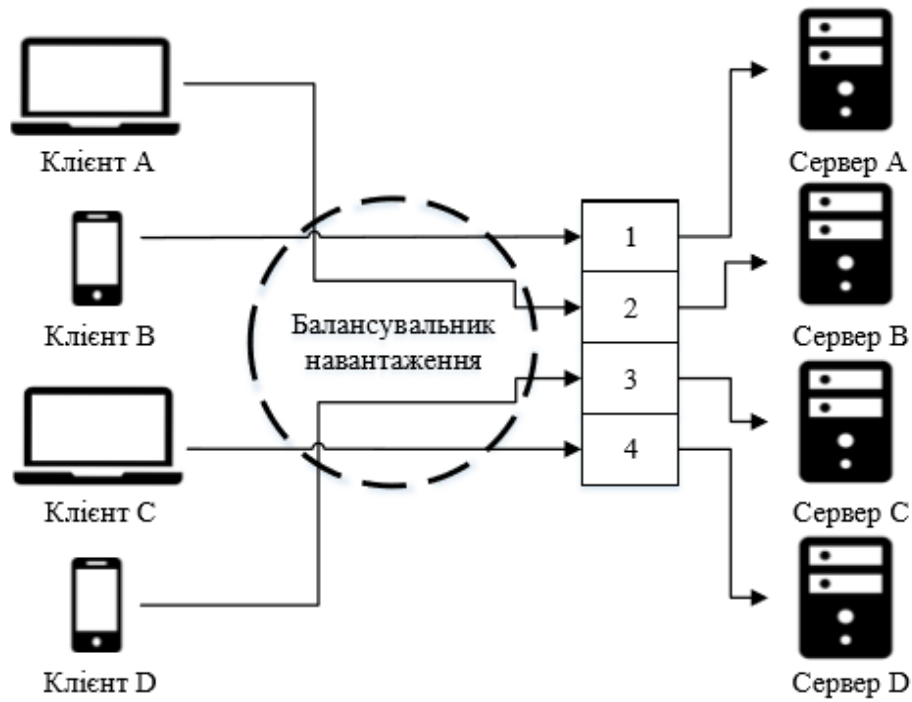 Клієнт A
Клієнт B
Клієнт C
Клієнт D
Балансувальник
навантаження
1
2
3
4
Сервер A
Сервер B
Сервер C
Сервер D